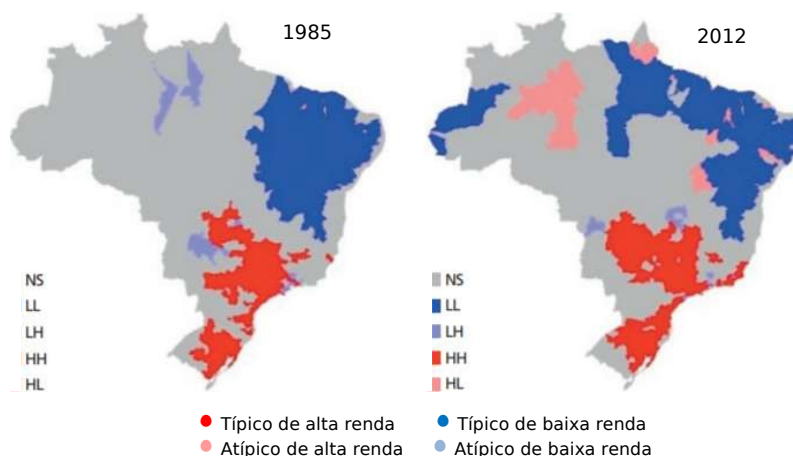 1985
2012
NS
LL
LH
HH
HL
NS
LL
LH
HH
HL
Típico de alta renda
Típico de baixa renda
Atípico de alta renda
Atípico de baixa renda